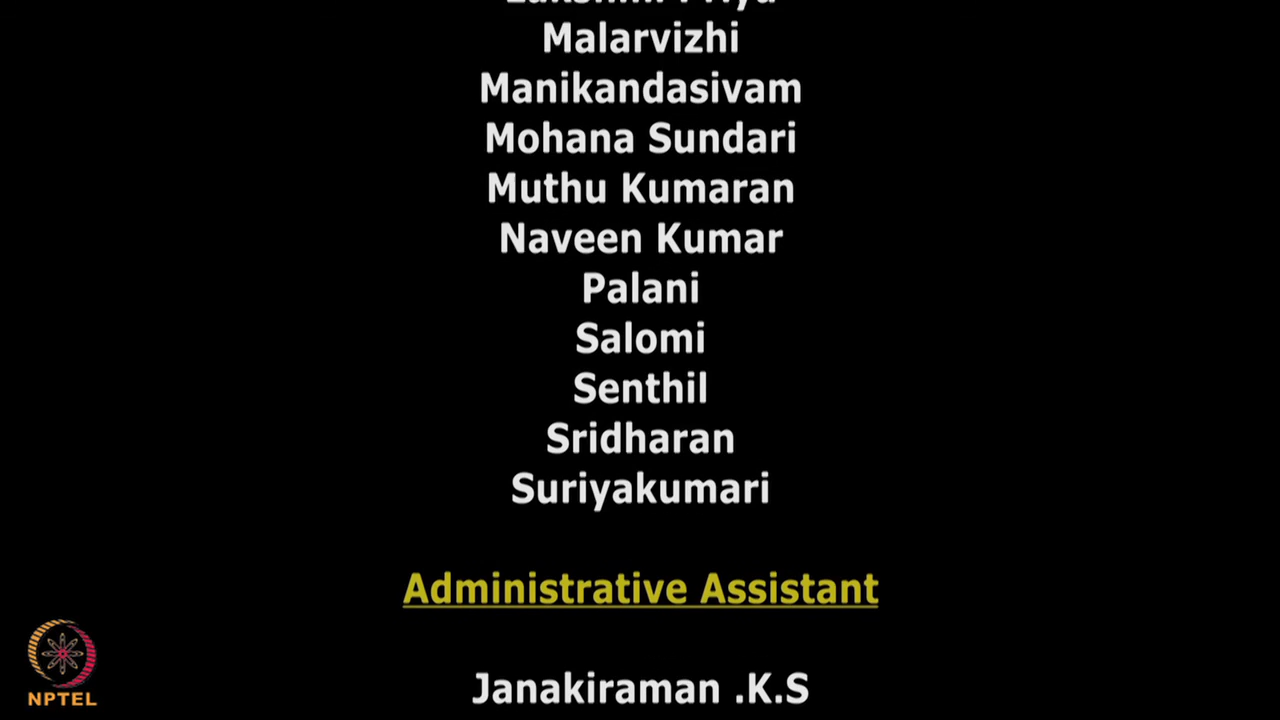 Malarvizhi
Manikandasivam
Mohana Sundari
Muthu Kumaran
Naveen Kumar
Palani
Salomi
Senthil
Sridharan
Suriyakumari
Administrative Assistant
Janakiraman .K.S
NPTEL